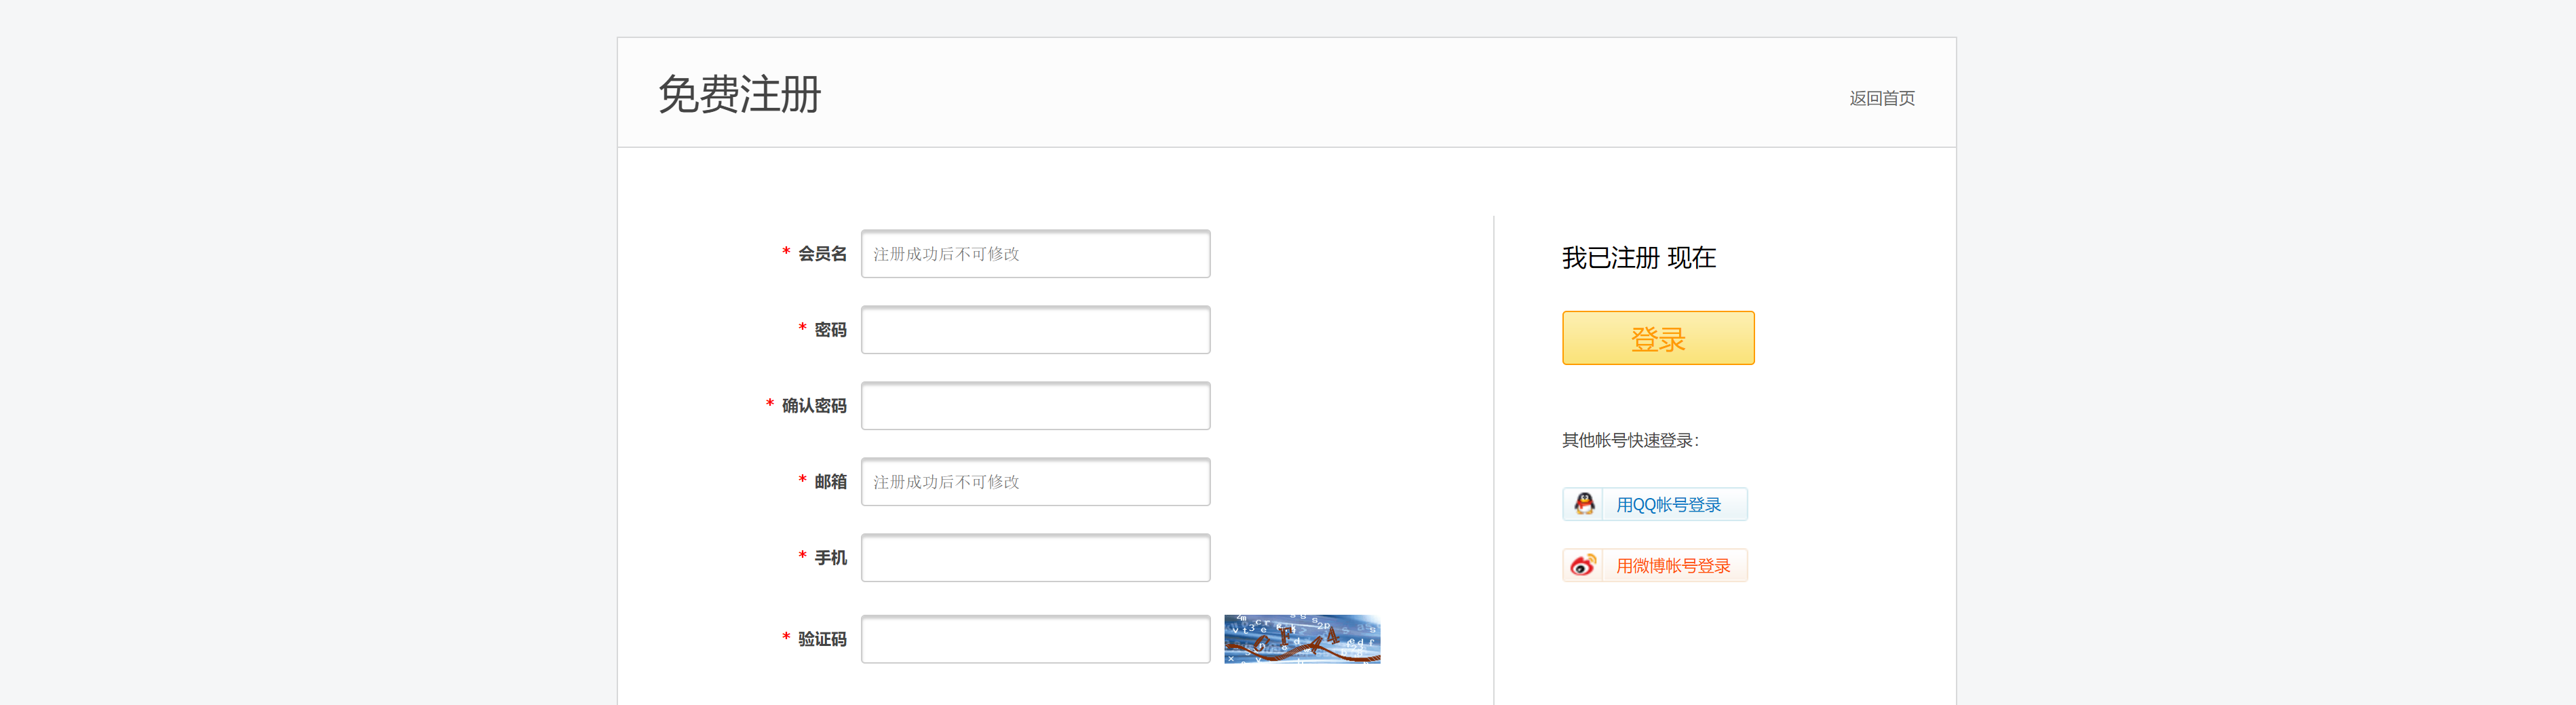 免费注册
返回首页
* 会员名 注册成功后不可修改
* 密码
* 确认密码
* 邮箱 注册成功后不可修改
* 手机
* 验证码
我已注册 现在
登录
其他帐号快速登录：
用QQ帐号登录
用微博帐号登录